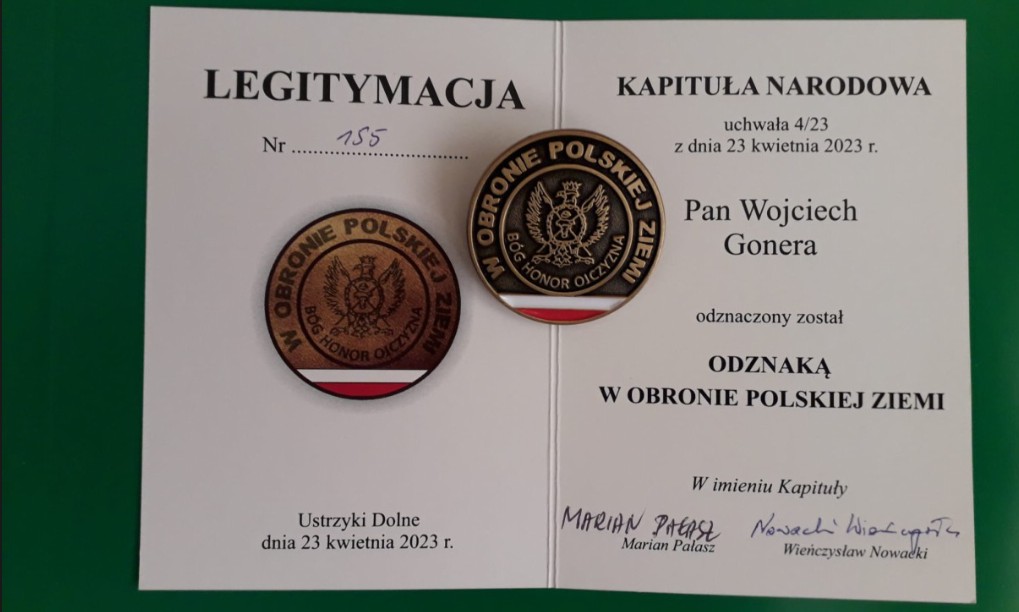 LEGITYMACJA
Nr 155
W OBRONIE POLSKIEJ ZIEMI
BÓG HONOR OJCZYZNA
Ustrzyki Dolne
dnia 23 kwietnia 2023 r.
W OBRONIE POLSKIEJ ZIEMI
BÓG HONOR OJCZYZNA
KAPITUŁA NARODOWA
uchwała 4/23
z dnia 23 kwietnia 2023 r.
Pan Wojciech
Gonera
odznaczony został
ODZNAKĄ
W OBRONIE POLSKIEJ ZIEMI
W imieniu Kapituły
MARIAN PAŁASZ Nowacki Wieńczysław
Marian Pałasz Wieńczysław Nowacki